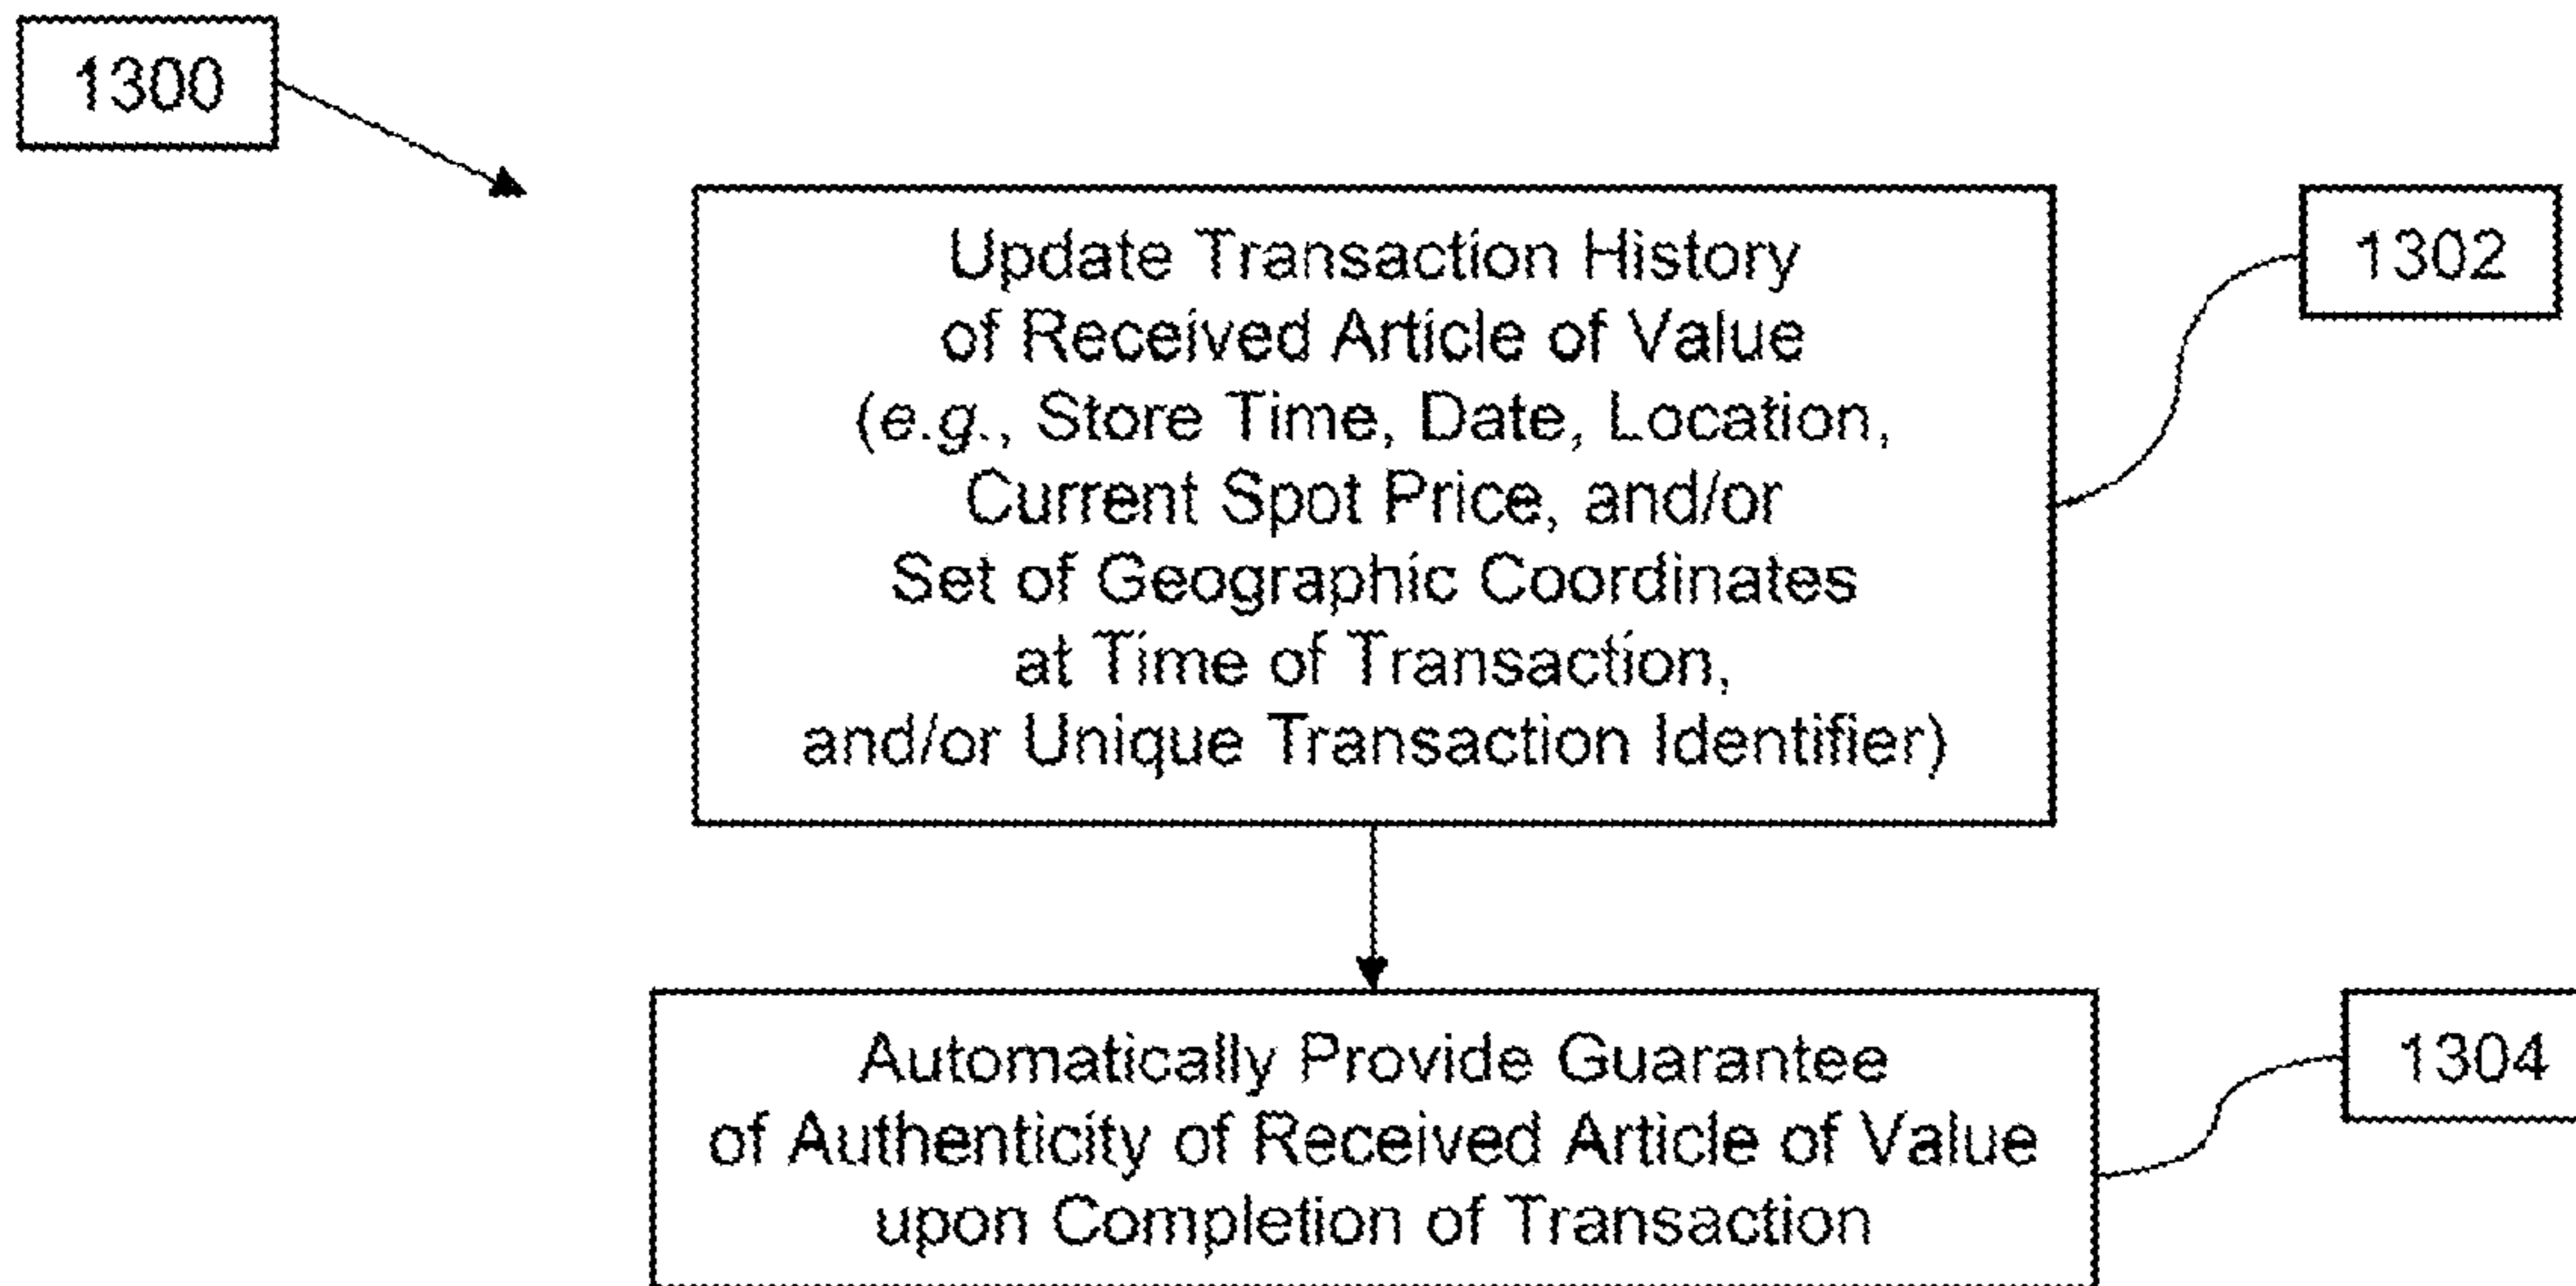 1300
Update Transaction History
1302
of Received Article of Value
(e.g., Store Time, Date, Location,
Current Spot Price, and/or
Set of Geographic Coordinates
at Time of Transaction,
and/or Unique Transaction Identifier)
Automatically Provide Guarantee
1304
of Authenticity of Received Article of Value
upon Completion of Transaction